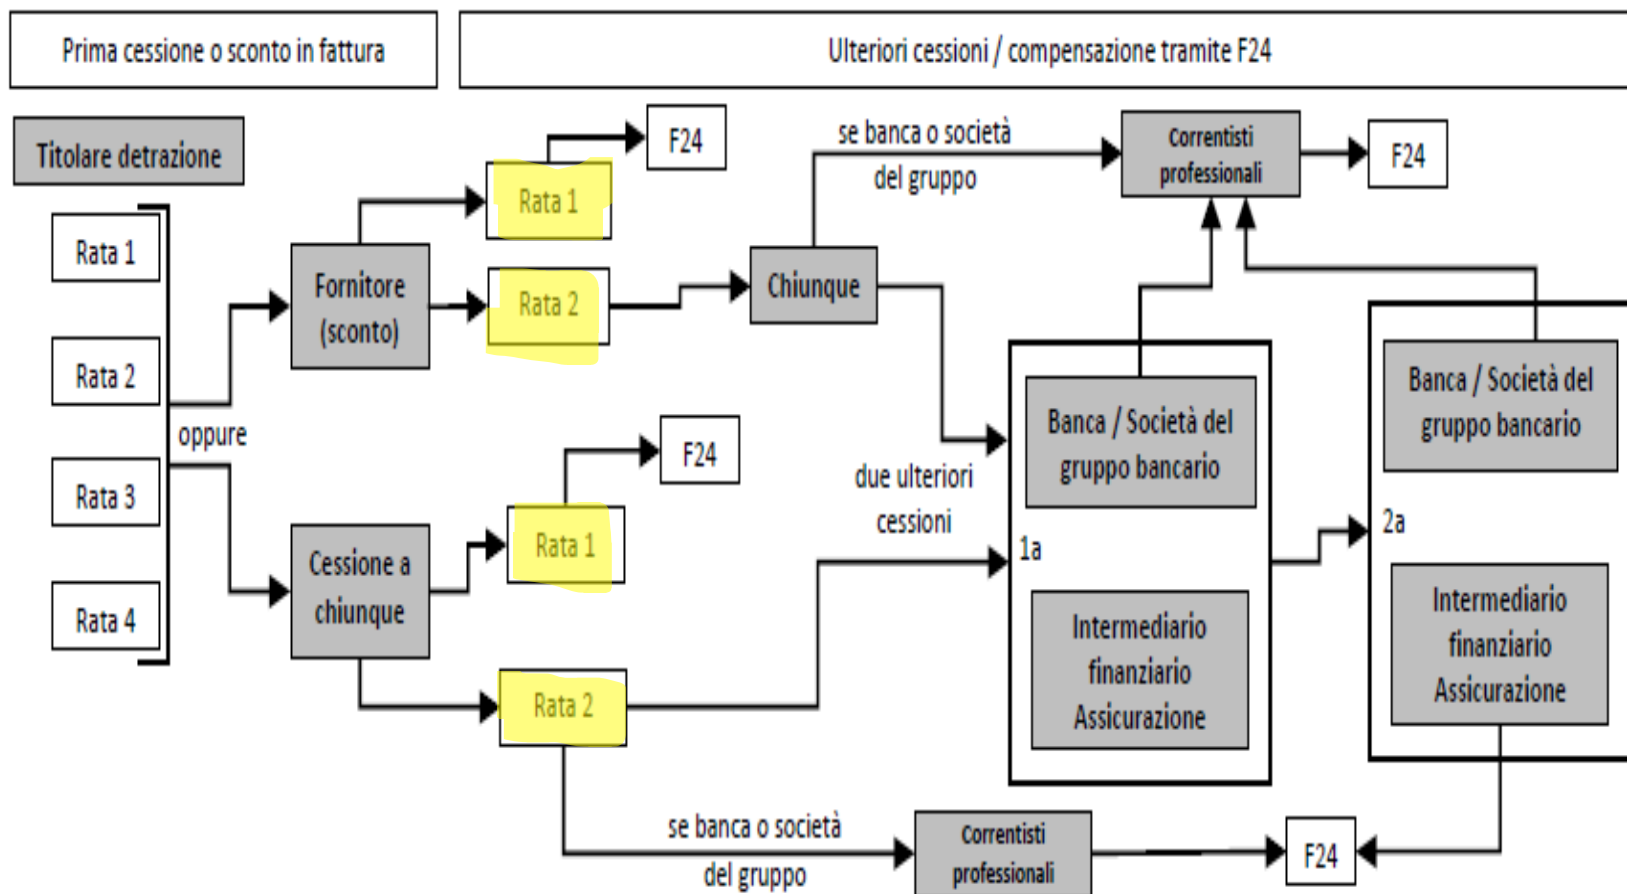 Prima cessione o sconto in fattura
Ulteriori cessioni / compensazione tramite F24
Titolare detrazione
Rata 1
Rata 2
Rata 3
Rata 4
oppure
Fornitore
(sconto)
Rata 1
F24
Rata 2
Chiunque
se banca o società
del gruppo
Correntisti
professionali
F24
Cessione a
chiunque
Rata 1
F24
Rata 2
due ulteriori
cessioni
1a
Banca / Società del
gruppo bancario
Intermediario
finanziario
Assicurazione
2a
Banca / Società del
gruppo bancario
Intermediario
finanziario
Assicurazione
se banca o società
del gruppo
Correntisti
professionali
F24